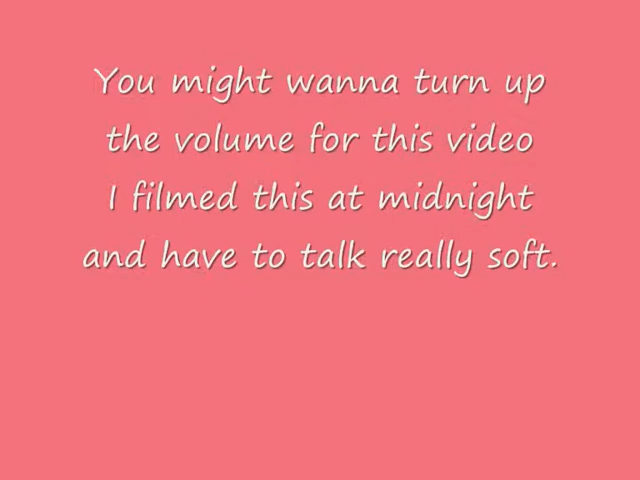 You might wanna turn up
the volume for this video
I filmed this at midnight
and have to talk really soft.